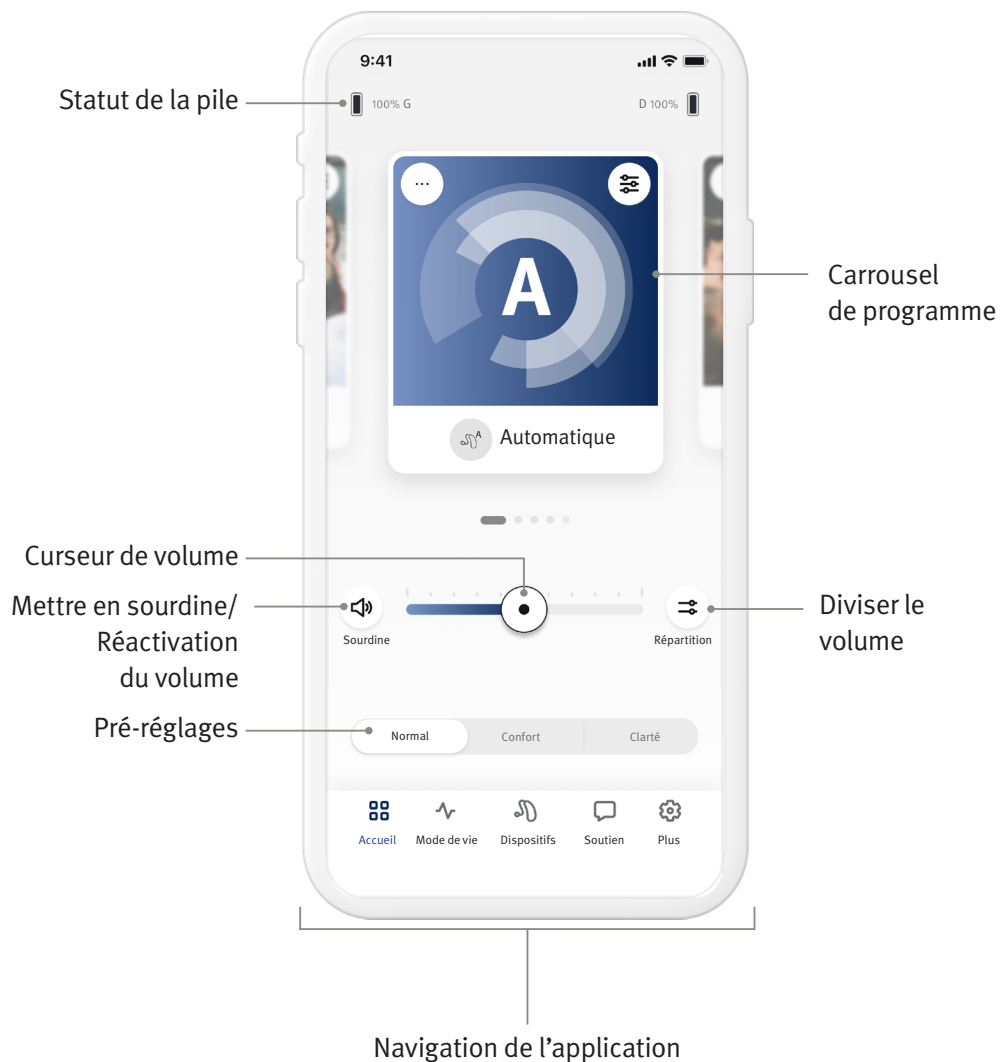 9:41
Statut de la pile
100% G
D 100%
...
A
Carrousel
de programme
A
Automatique
Curseur de volume
Mettre en sourdine/
Réactivation
du volume
Sourdine
Répartition
Diviser le
volume
Pré-réglages
Normal
Confort
Clarté
Accueil
Mode de vie
Dispositifs
Soutien
Plus
Navigation de l’application